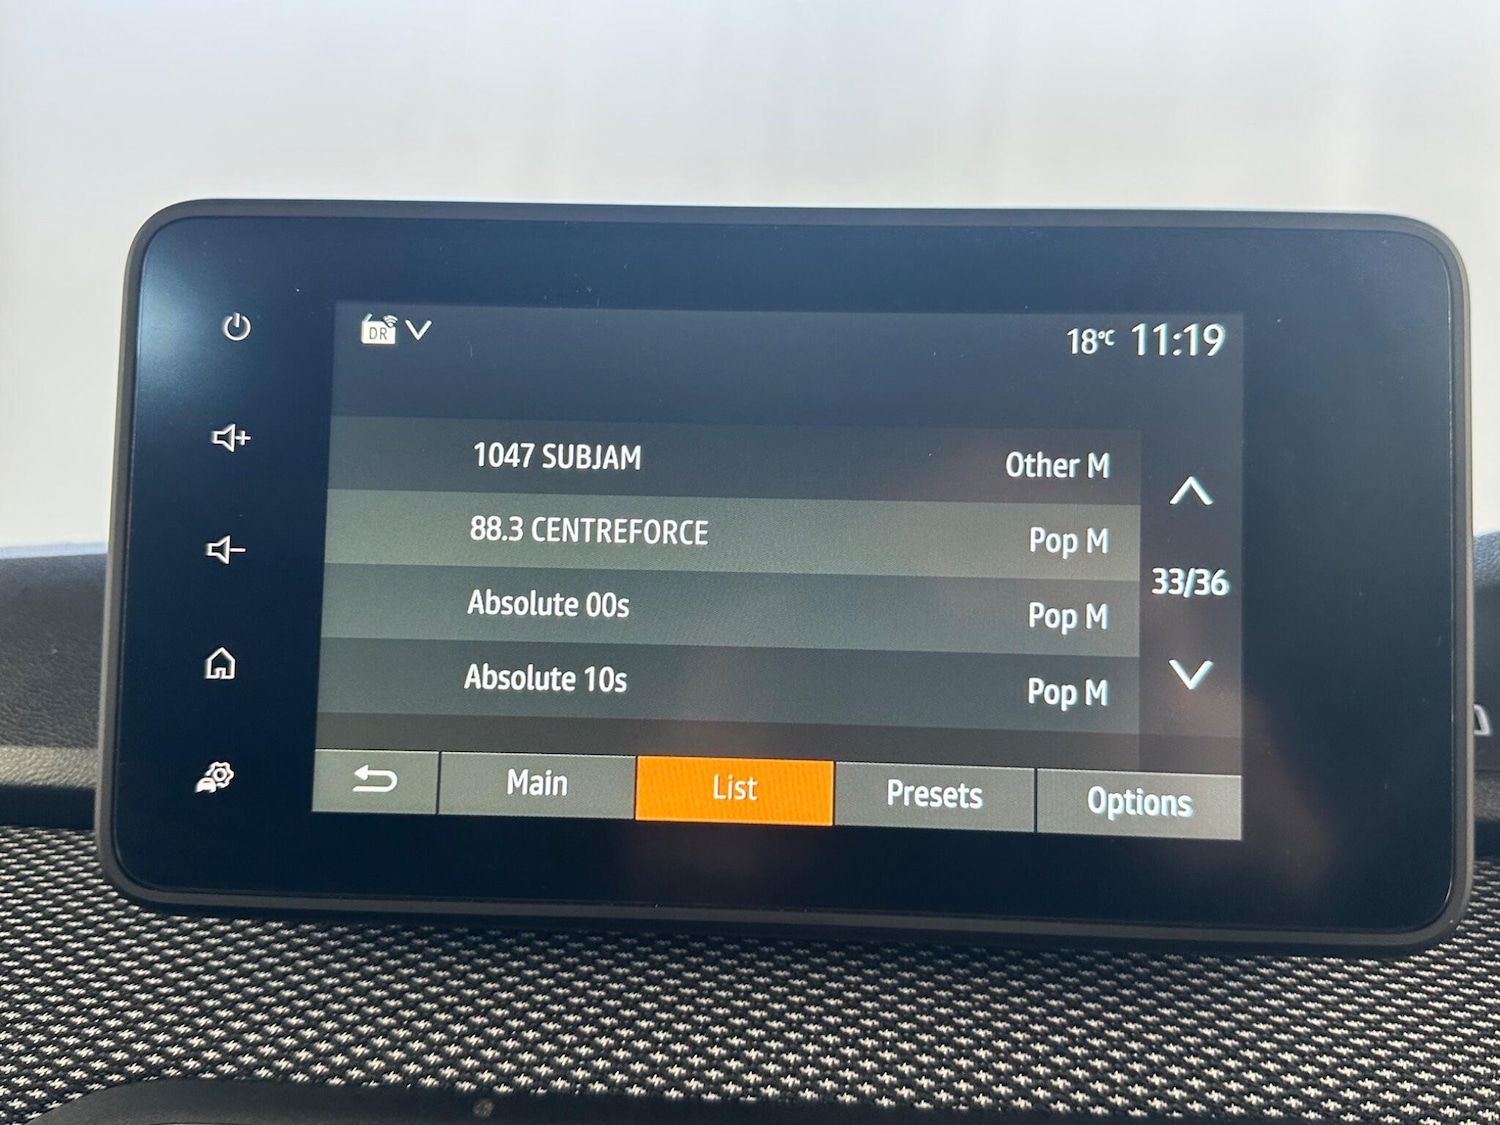 DR
18°C 11:19
1047 SUBJAM Other M
88.3 CENTREFORCE Pop M
Absolute 00s Pop M
33/36
Absolute 10s Pop M
Main List Presets Options